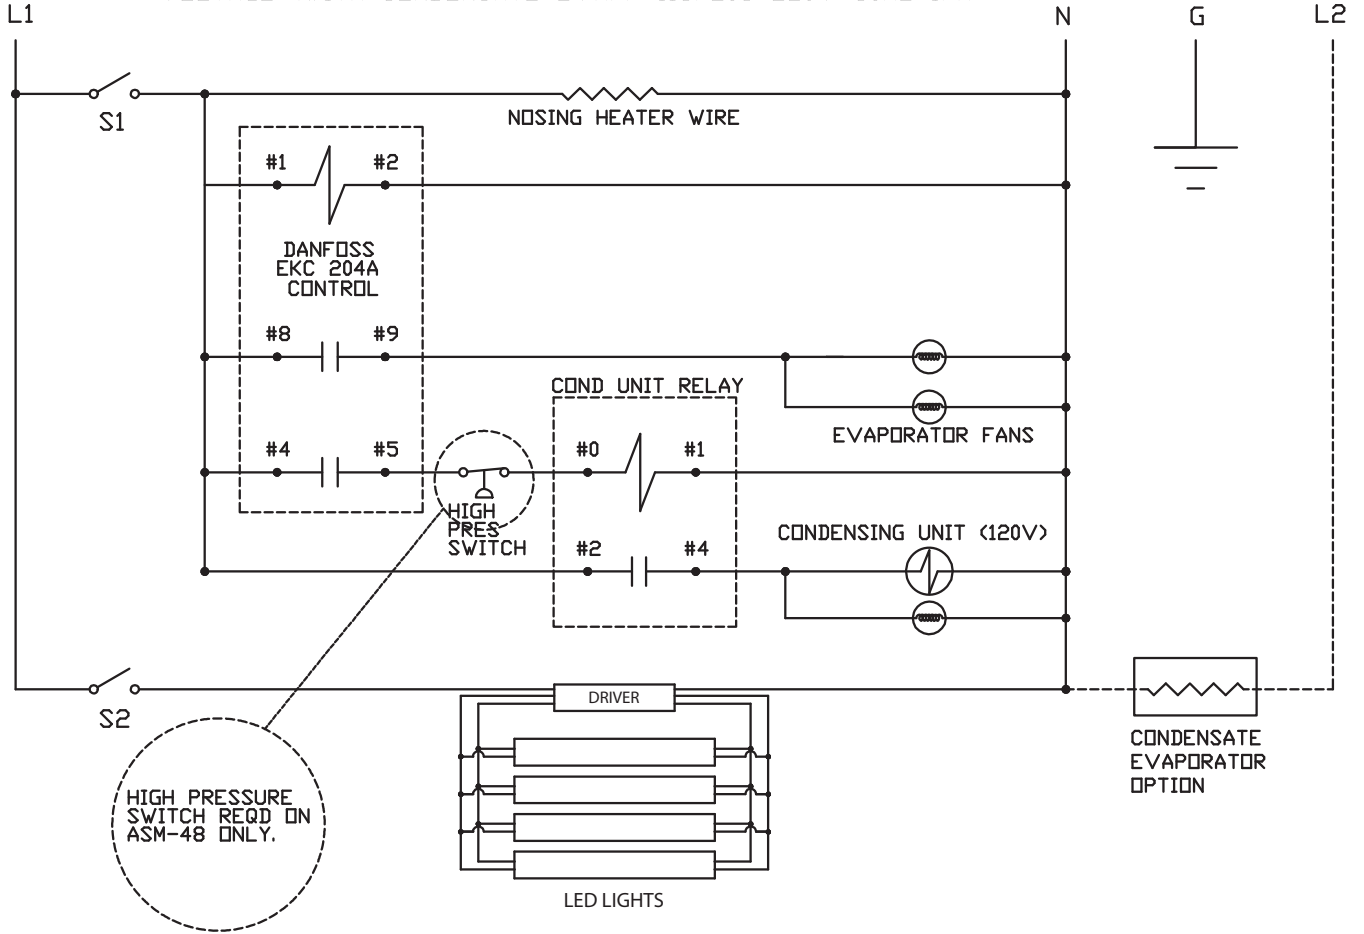 L1
N
G
L2
S1
NOSING HEATER WIRE
#1
#2
DANFOSS
EKC 204A
CONTROL
#8
#9
COND UNIT RELAY
EVAPORATOR FANS
#4
#5
#0
#1
HIGH
PRES
SWITCH
#2
#4
CONDENSING UNIT (120V)
S2
DRIVER
CONDENSATE
EVAPORATOR
OPTION
HIGH PRESSURE
SWITCH REQD ON
ASM-48 ONLY.
LED LIGHTS